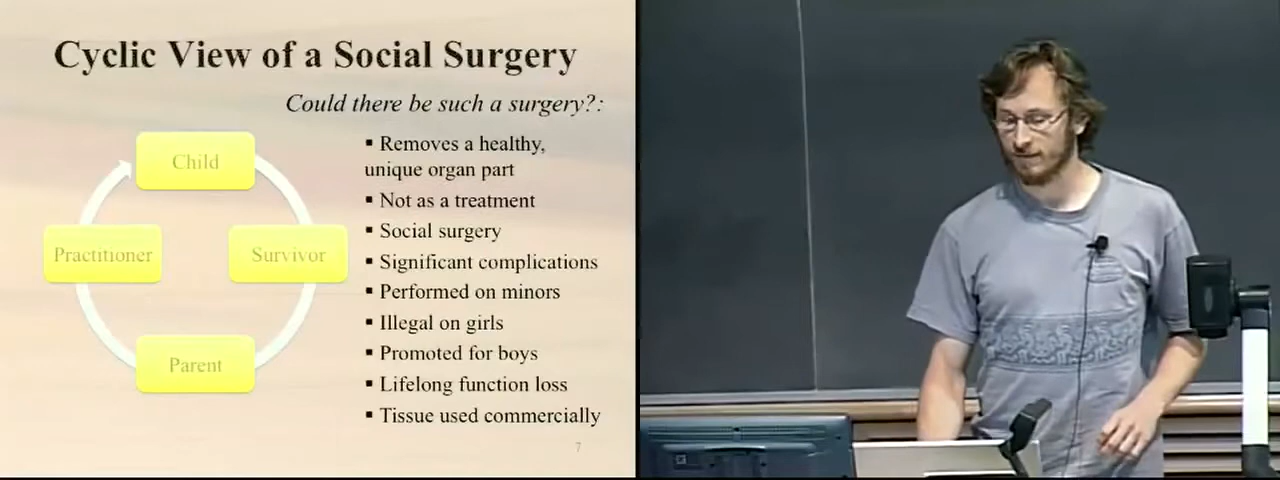 Cyclic View of a Social Surgery
Could there be such a surgery?:
Child
Practitioner
Survivor
Parent
▪ Removes a healthy,
unique organ part
▪ Not as a treatment
▪ Social surgery
▪ Significant complications
▪ Performed on minors
▪ Illegal on girls
▪ Promoted for boys
▪ Lifelong function loss
▪ Tissue used commercially
7